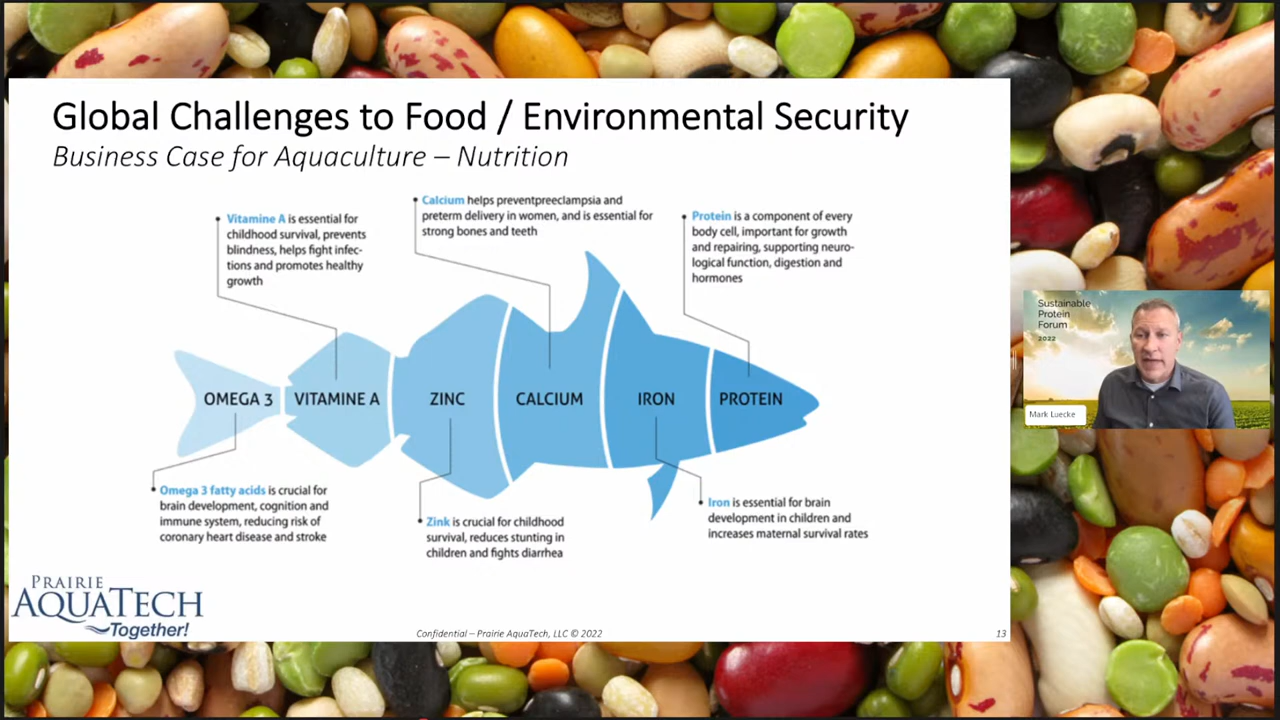 Global Challenges to Food / Environmental Security
Business Case for Aquaculture – Nutrition
Vitamine A is essential for
childhood survival, prevents
blindness, helps fight infec-
tions and promotes healthy
growth
Calcium helps preventpreeclampsia and
preterm delivery in women, and is essential for
strong bones and teeth
Protein is a component of every
body cell, important for growth
and repairing, supporting neuro-
logical function, digestion and
hormones
OMEGA 3
VITAMINE A
ZINC
CALCIUM
IRON
PROTEIN
Omega 3 fatty acids is crucial for
brain development, cognition and
immune system, reducing risk of
coronary heart disease and stroke
Zink is crucial for childhood
survival, reduces stunting in
children and fights diarrhea
Iron is essential for brain
development in children and
increases maternal survival rates
PRAIRIE
AQUATECH
Together!
Confidential – Prairie AquaTech, LLC © 2022
13
Sustainable
Protein
Forum
2022
Mark Luecke